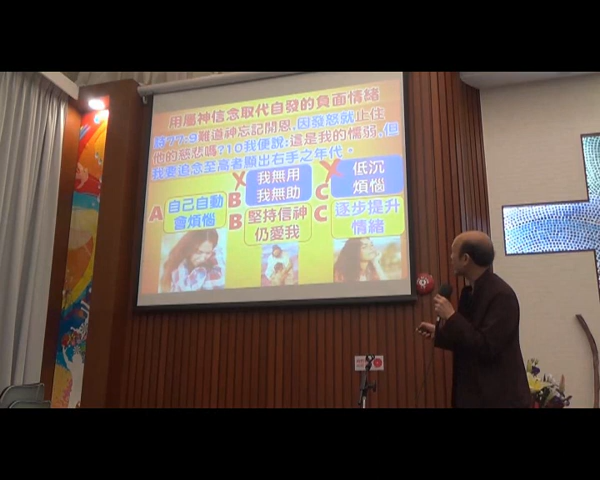 用屬神信念取代自發的負面情緒
詩77:9難道神忘記開恩,因發怒就止住
他的慈悲嗎?10我便說:這是我的懦弱,但
我要追念至高者顯出右手之年代。
X 我無用 X 低沉
B 我無助 C 煩惱
A 自己自動 B 堅持信神 C 逐步提升
會煩惱 仍愛我 情緒